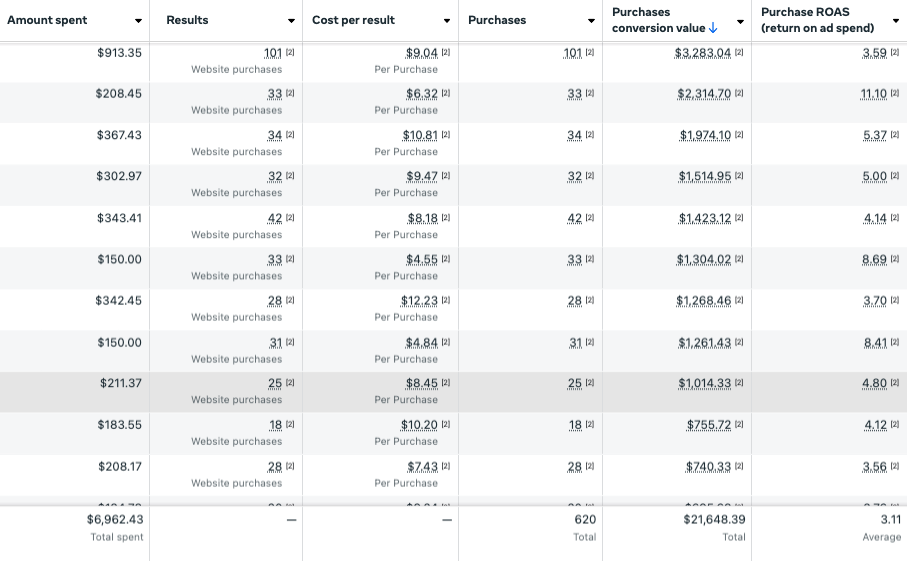 Amount spent Results Cost per result Purchases Purchases conversion value ↓ Purchase ROAS (return on ad spend)
$913.35 101 [2] $9.04 [2] 101 [2] $3,283.04 [2] 3.59 [2]
Website purchases Per Purchase
$208.45 33 [2] $6.32 [2] 33 [2] $2,314.70 [2] 11.10 [2]
Website purchases Per Purchase
$367.43 34 [2] $10.81 [2] 34 [2] $1,974.10 [2] 5.37 [2]
Website purchases Per Purchase
$302.97 32 [2] $9.47 [2] 32 [2] $1,514.95 [2] 5.00 [2]
Website purchases Per Purchase
$343.41 42 [2] $8.18 [2] 42 [2] $1,423.12 [2] 4.14 [2]
Website purchases Per Purchase
$150.00 33 [2] $4.55 [2] 33 [2] $1,304.02 [2] 8.69 [2]
Website purchases Per Purchase
$342.45 28 [2] $12.23 [2] 28 [2] $1,268.46 [2] 3.70 [2]
Website purchases Per Purchase
$150.00 31 [2] $4.84 [2] 31 [2] $1,261.43 [2] 8.41 [2]
Website purchases Per Purchase
$211.37 25 [2] $8.45 [2] 25 [2] $1,014.33 [2] 4.80 [2]
Website purchases Per Purchase
$183.55 18 [2] $10.20 [2] 18 [2] $755.72 [2] 4.12 [2]
Website purchases Per Purchase
$208.17 28 [2] $7.43 [2] 28 [2] $740.33 [2] 3.56 [2]
Website purchases Per Purchase
$6,962.43 — — 620 $21,648.39 3.11
Total spent Total Total Average